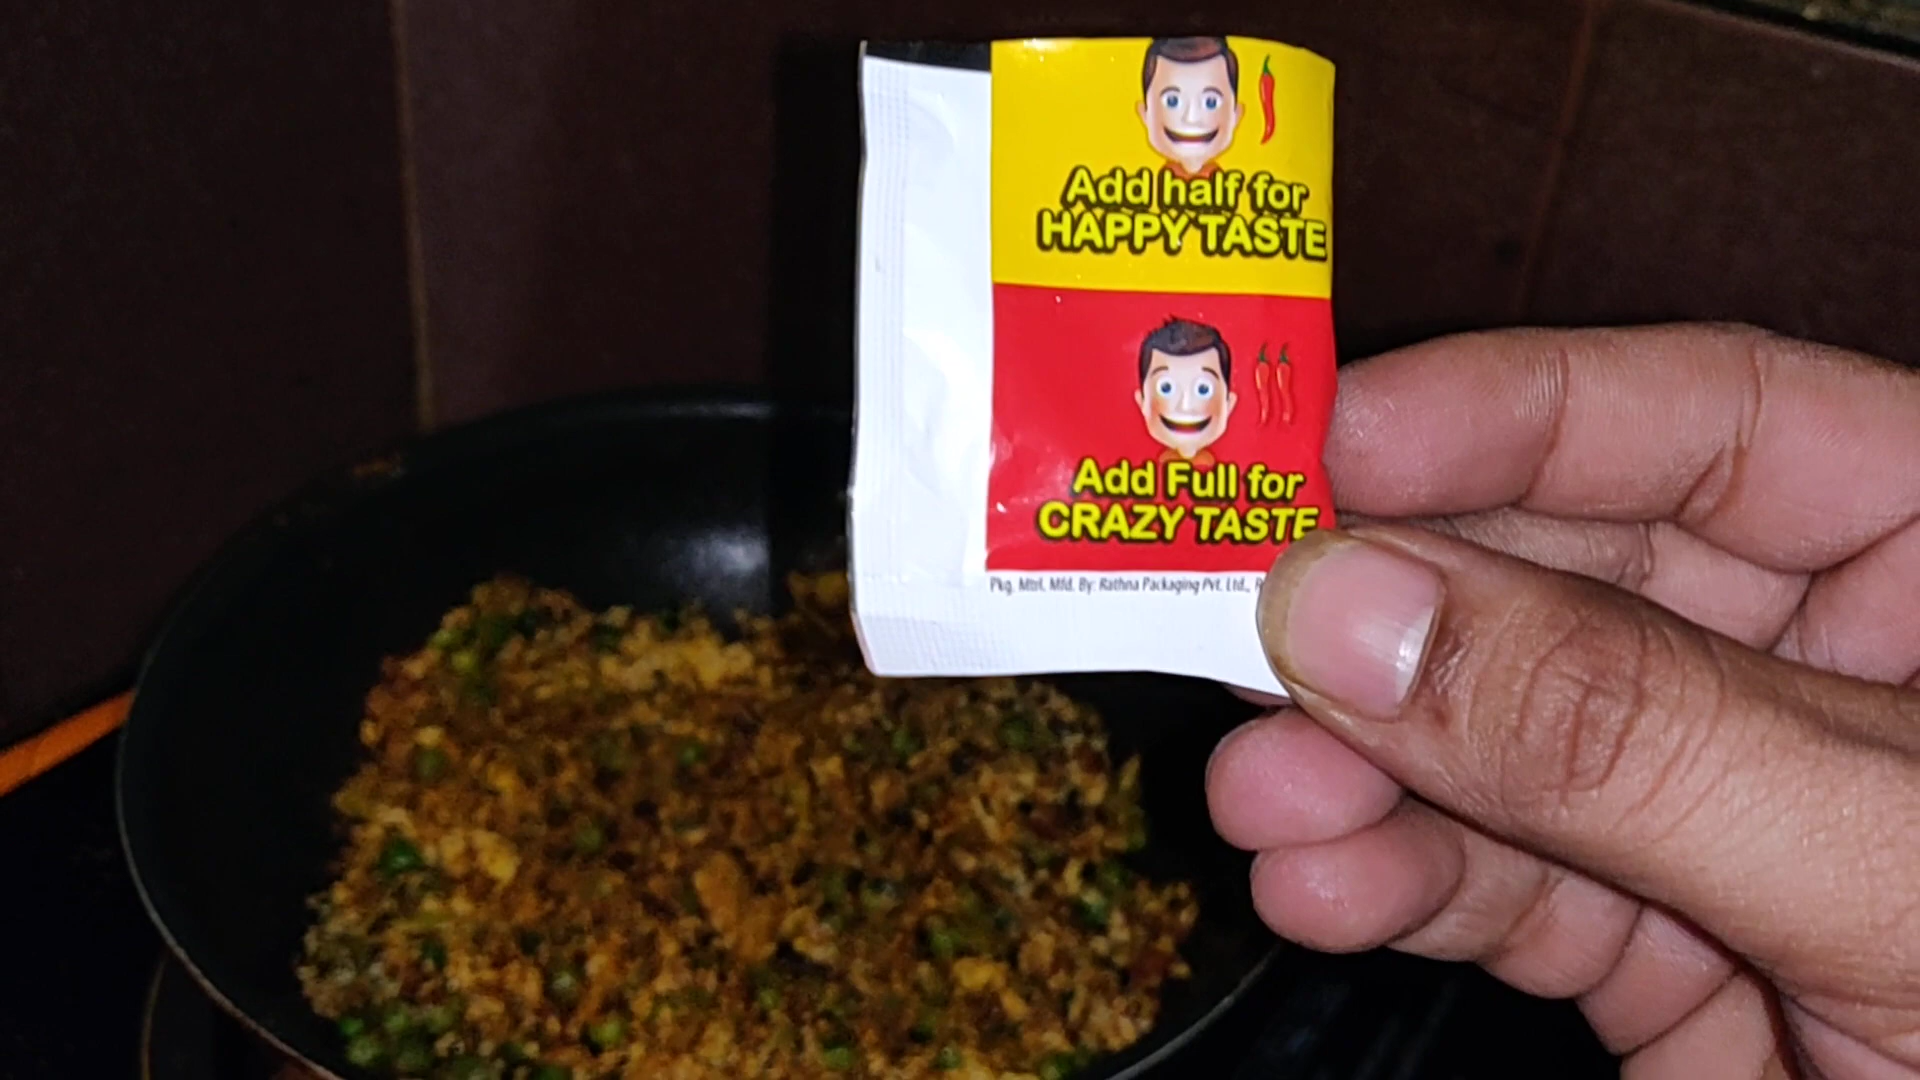 Add half for
HAPPY TASTE
Add Full for
CRAZY TASTE
Pkg. Mtrl. Mfd. By: Rathna Packaging Pvt. Ltd.,